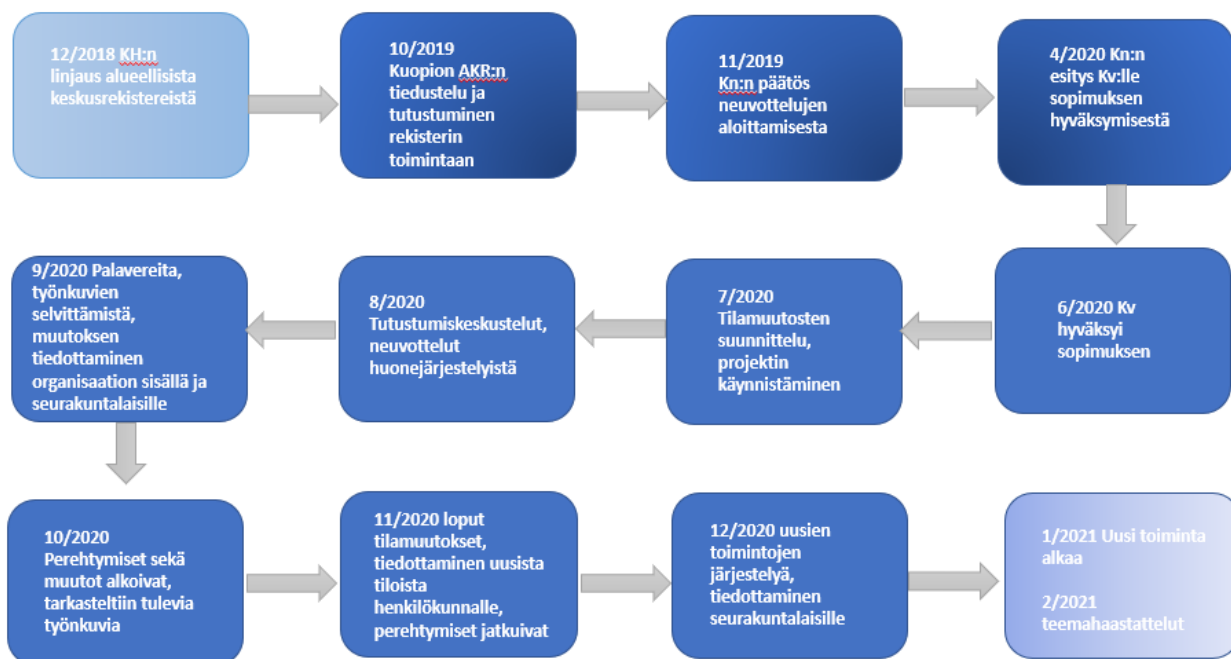 12/2018 KH:n
linjaus alueellisista
keskusrekistereistä
10/2019
Kuopion AKR:n
tiedustelu ja
tutustuminen
rekisterin
toimintaan
11/2019
Kn:n päätös
neuvottelujen
aloittamisesta
4/2020 Kn:n
esitys Kv:lle
sopimuksen
hyväksymisestä
6/2020 Kv
hyväksyi
sopimuksen
7/2020
Tilamuutosten
suunnittelu,
projektin
käynnistäminen
8/2020
Tutustumiskeskustelut,
neuvottelut
huonejärjestelyistä
9/2020 Palavereita,
työnkuvien
selvittämistä,
muutoksen
tiedottaminen
organisaation sisällä ja
seurakuntalaisille
10/2020
Perehtymiset sekä
muutot alkoivat,
tarkasteltiin tulevia
työnkuvia
11/2020 loput
tilamuutokset,
tiedottaminen uusista
tiloista
henkilökunnalle,
perehtymiset jatkuivat
12/2020 uusien
toimintojen
järjestelyä,
tiedottaminen
seurakuntalaisille
1/2021 Uusi toiminta
alkaa
2/2021
teemahaastattelut